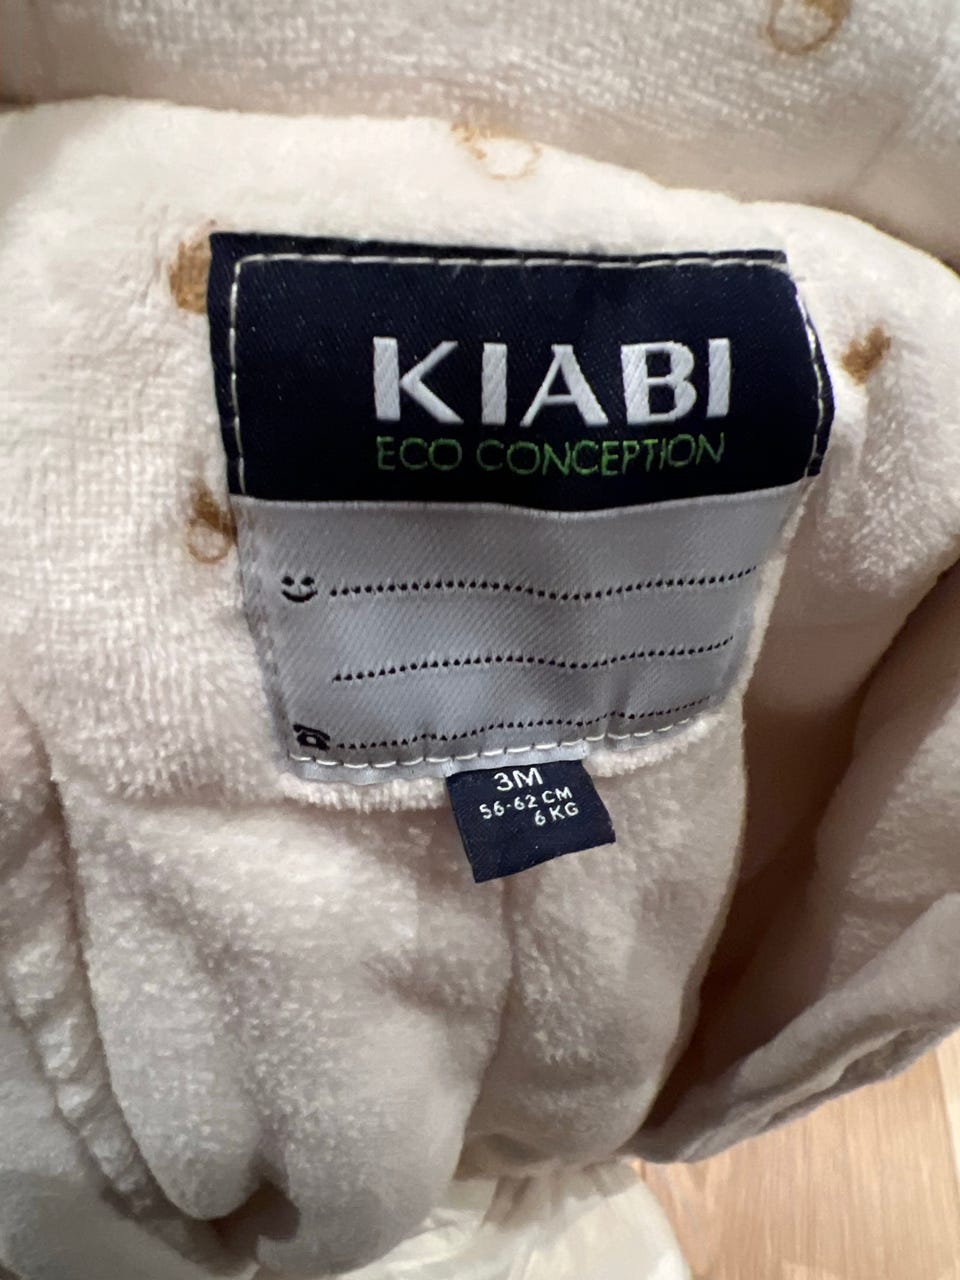 KIABI
ECO CONCEPTION
3M
56-62 CM
6 KG